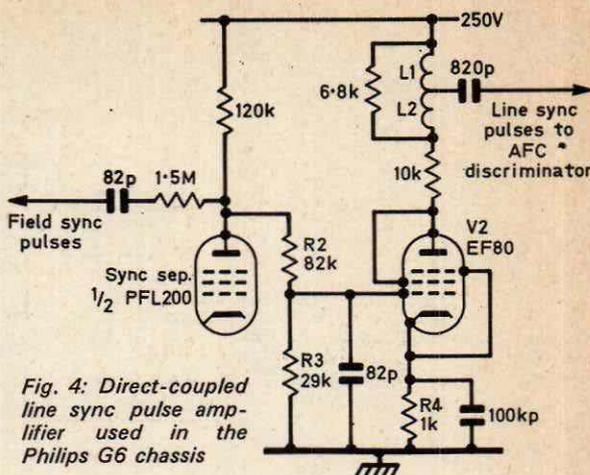 250V
L1
820p
6·8k
L2
120k
Line sync
pulses to
AFC
discriminator
10k
82p
1·5M
Field sync
pulses
V2
EF80
R2
82k
Sync sep.
1/2 PFL200
R3
29k
82p
R4
1k
100kp
Fig. 4: Direct-coupled
line sync pulse amp-
lifier used in the
Philips G6 chassis